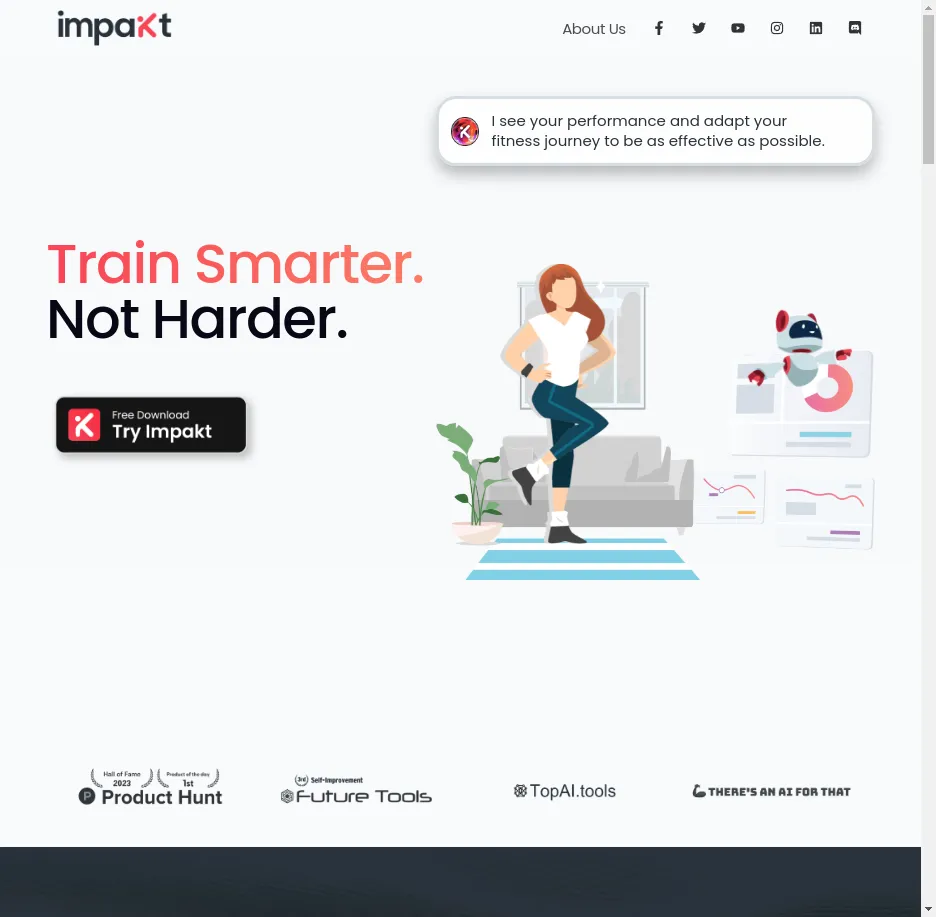 impakt
About Us
I see your performance and adapt your
fitness journey to be as effective as possible.
Train Smarter.
Not Harder.
Free Download
Try Impakt
Hall of Fame
2023
Product of the day
1st
P Product Hunt
3rd Self-Improvement
Future Tools
TopAI.tools
THERE'S AN AI FOR THAT